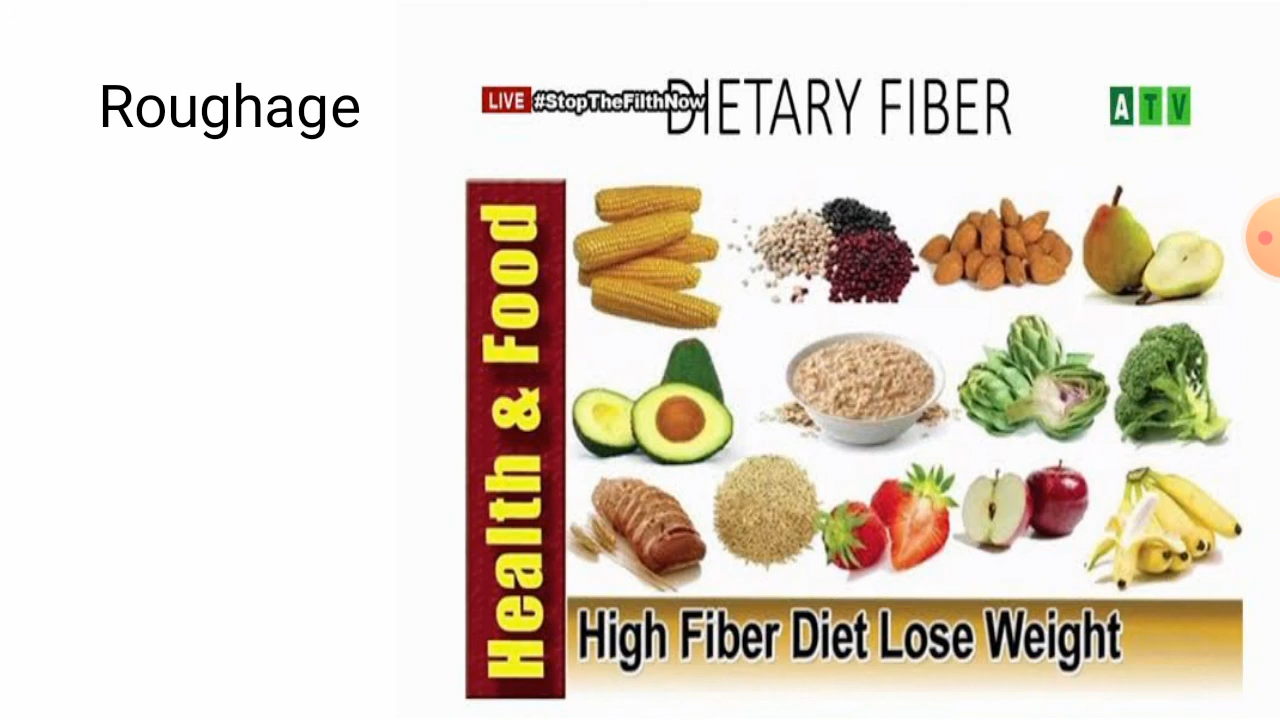 Roughage
LIVE #StopTheFilthNow
DIETARY FIBER
ATV
Health & Food
High Fiber Diet Lose Weight